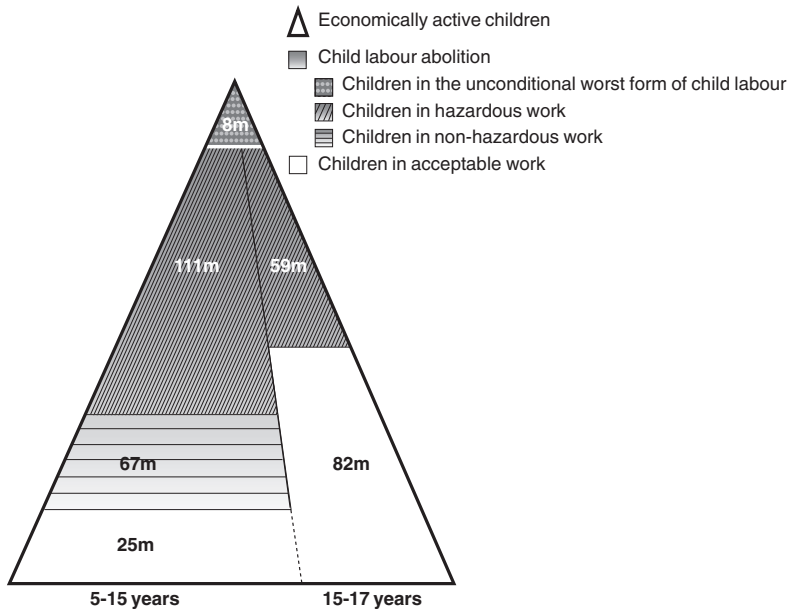 Economically active children
Child labour abolition
Children in the unconditional worst form of child labour
Children in hazardous work
Children in non-hazardous work
Children in acceptable work
8m
111m
59m
67m
82m
25m
5-15 years
15-17 years